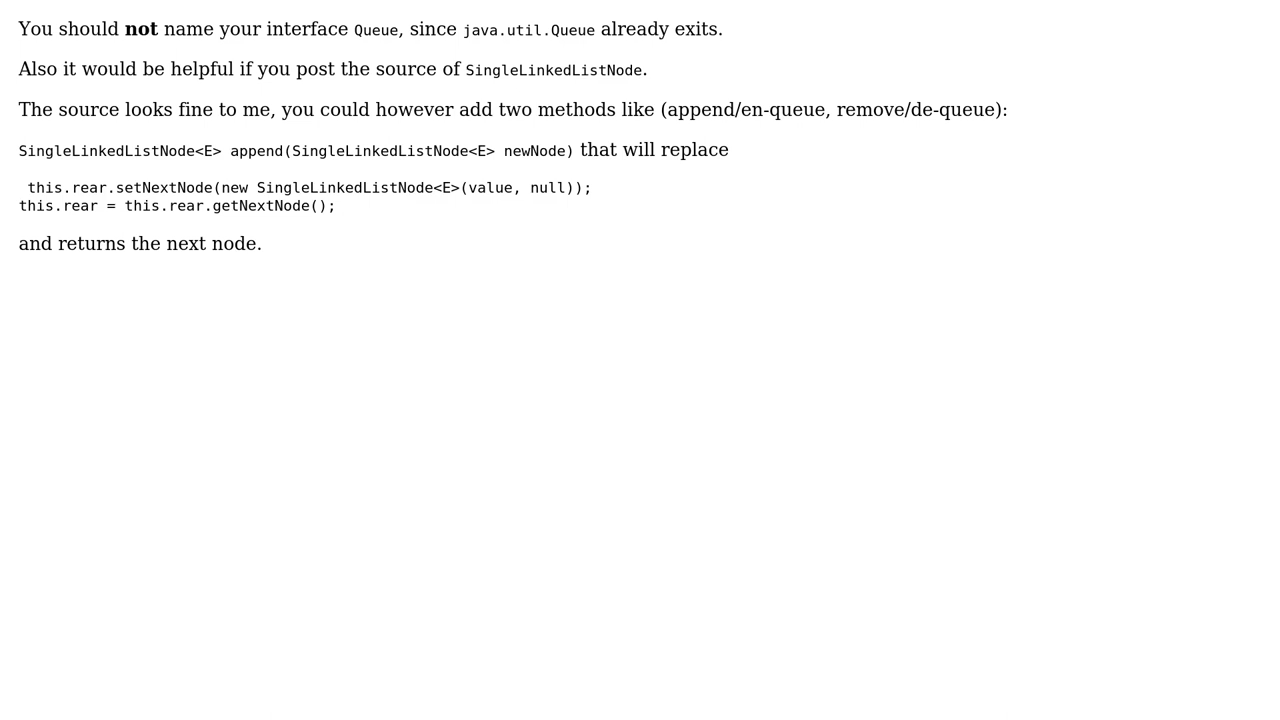 You should not name your interface Queue, since java.util.Queue already exits.
Also it would be helpful if you post the source of SingleLinkedListNode.
The source looks fine to me, you could however add two methods like (append/en-queue, remove/de-queue):
SingleLinkedListNode<E> append(SingleLinkedListNode<E> newNode) that will replace
this.rear.setNextNode(new SingleLinkedListNode<E>(value, null));
this.rear = this.rear.getNextNode();
and returns the next node.